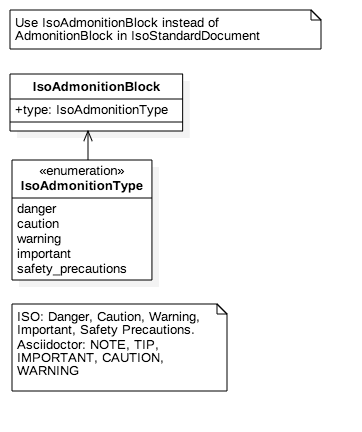 Use IsoAdmonitionBlock instead of
AdmonitionBlock in IsoStandardDocument
IsoAdmonitionBlock
+type: IsoAdmonitionType
«enumeration»
IsoAdmonitionType
danger
caution
warning
important
safety_precautions
ISO: Danger, Caution, Warning,
Important, Safety Precautions.
Asciidoctor: NOTE, TIP,
IMPORTANT, CAUTION,
WARNING